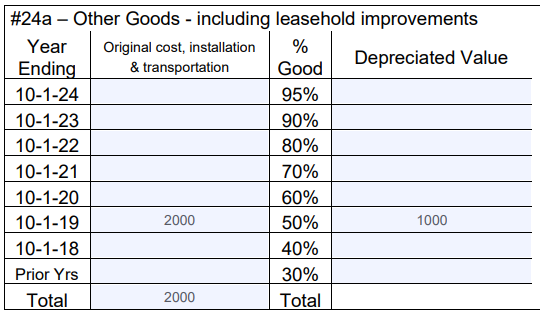 #24a – Other Goods - including leasehold improvements
Year Ending Original cost, installation & transportation % Good Depreciated Value
10-1-24 95%
10-1-23 90%
10-1-22 80%
10-1-21 70%
10-1-20 60%
10-1-19 2000 50% 1000
10-1-18 40%
Prior Yrs 30%
Total 2000 Total